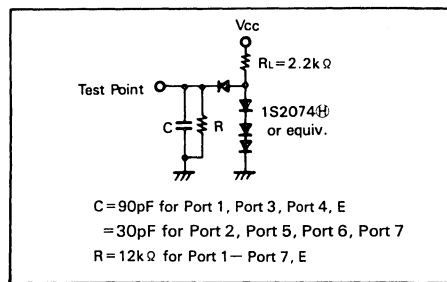 Vcc
RL=2.2kΩ
Test Point
1S2074Ⓗ
or equiv.
C
R
C=90pF for Port 1, Port 3, Port 4, E
=30pF for Port 2, Port 5, Port 6, Port 7
R=12kΩ for Port 1— Port 7, E